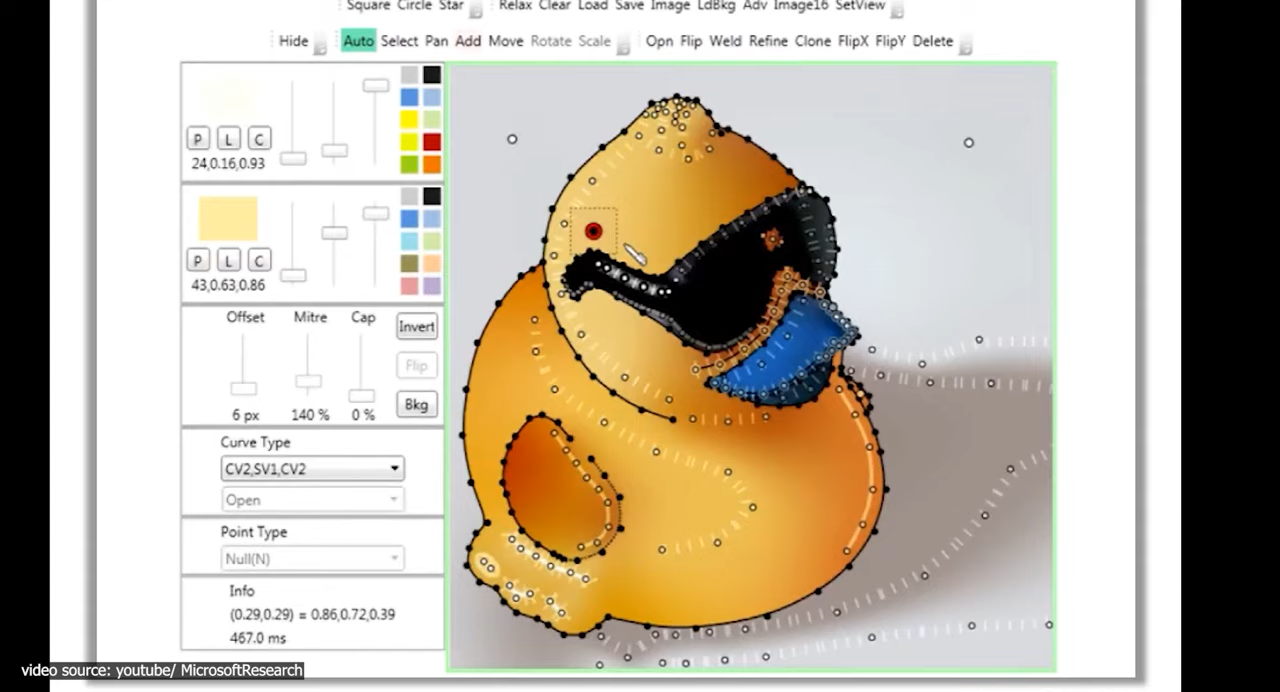 Square Circle Star Relax Clear Load Save Image LdBkg Adv Image16 SetView
Hide Auto Select Pan Add Move Rotate Scale Opn Flip Weld Refine Clone FlipX FlipY Delete
P L C
24,0.16,0.93
P L C
43,0.63,0.86
Offset Mitre Cap
Invert
Flip
Bkg
6 px 140 % 0 %
Curve Type
CV2,SV1,CV2
Open
Point Type
Null(N)
Info
(0.29,0.29) = 0.86,0.72,0.39
467.0 ms
video source: youtube/ MicrosoftResearch